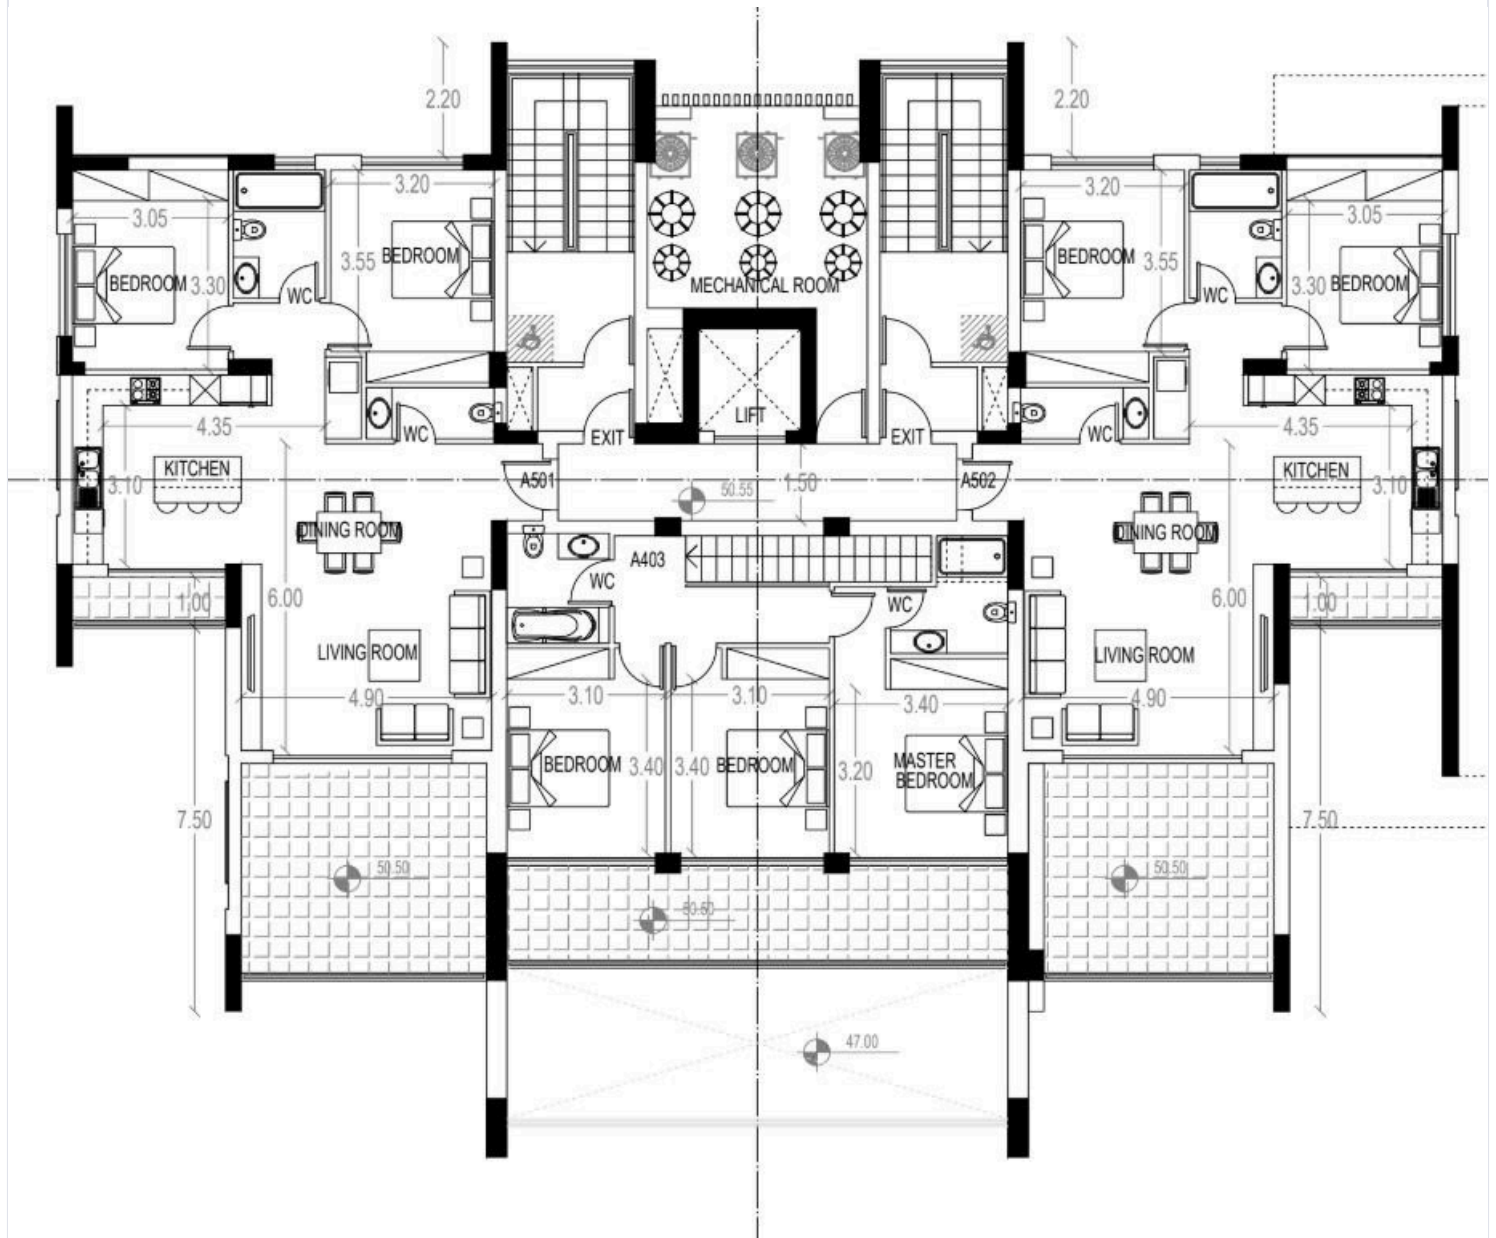 2.20
2.20
3.20
3.20
3.05
3.05
BEDROOM
3.55
BEDROOM
3.55
BEDROOM
3.30
WC
MECHANICAL ROOM
WC
3.30
BEDROOM
4.35
WC
EXIT
LIFT
EXIT
WC
4.35
KITCHEN
3.10
A501
50.55
1.50
A502
KITCHEN
3.10
DINING ROOM
DINING ROOM
A403
WC
1.00
6.00
WC
6.00
1.00
LIVING ROOM
LIVING ROOM
4.90
3.10
3.10
3.40
4.90
BEDROOM
3.40
3.40
BEDROOM
3.20
MASTER
BEDROOM
7.50
7.50
50.50
50.50
50.50
47.00